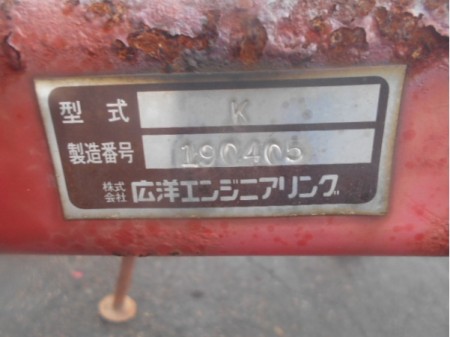 型式 K
製造番号 190405
株式会社 広洋エンジニアリング